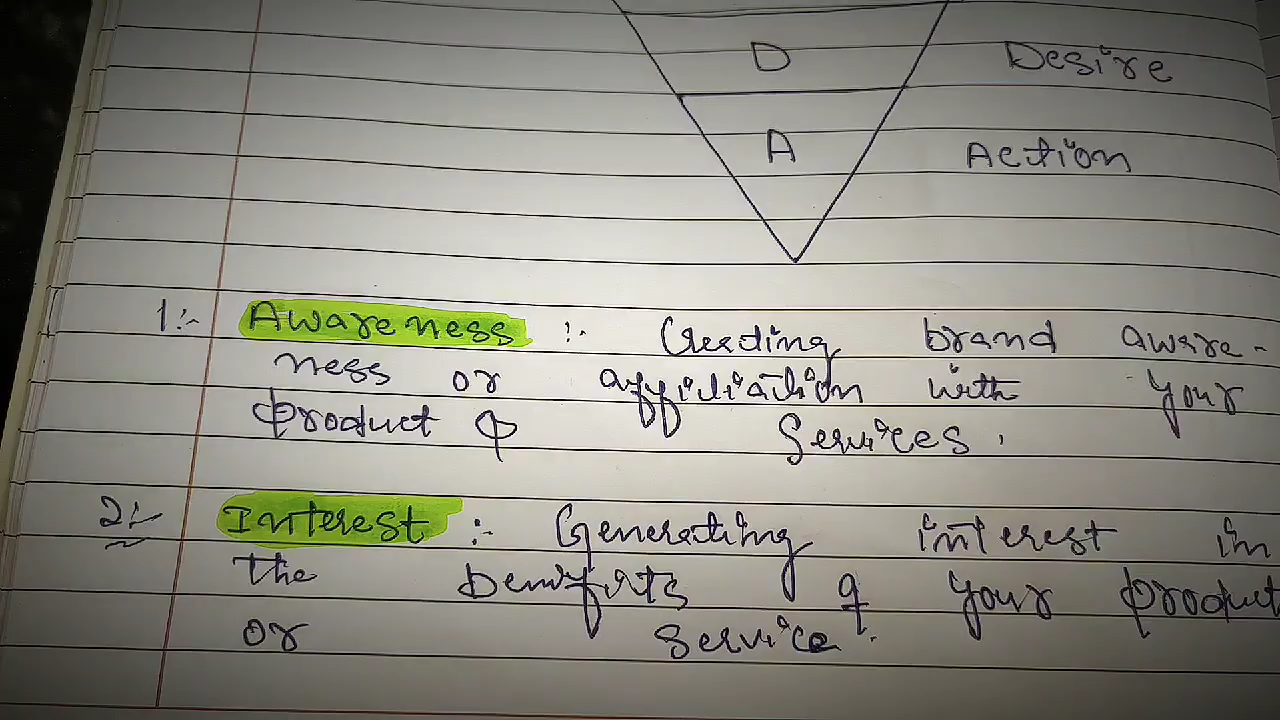 D Desire
A Action
1:- Awareness :- Creating brand aware-
ness or affiliation with your
product & Services.
2:- Interest :- Generating interest in
the benifits of your product
or service.